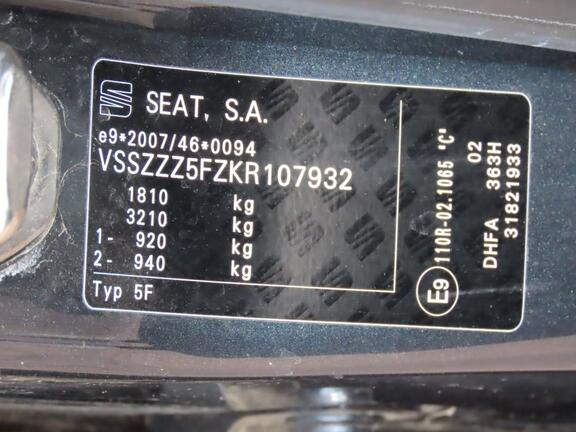 SEAT, S.A.
e9*2007/46*0094
VSSZZZ5FZKR107932
1810 kg
3210 kg
1- 920 kg
2- 940 kg
Typ 5F
E9
110R-02.1065 "C"
02
DHFA 363H
31821933